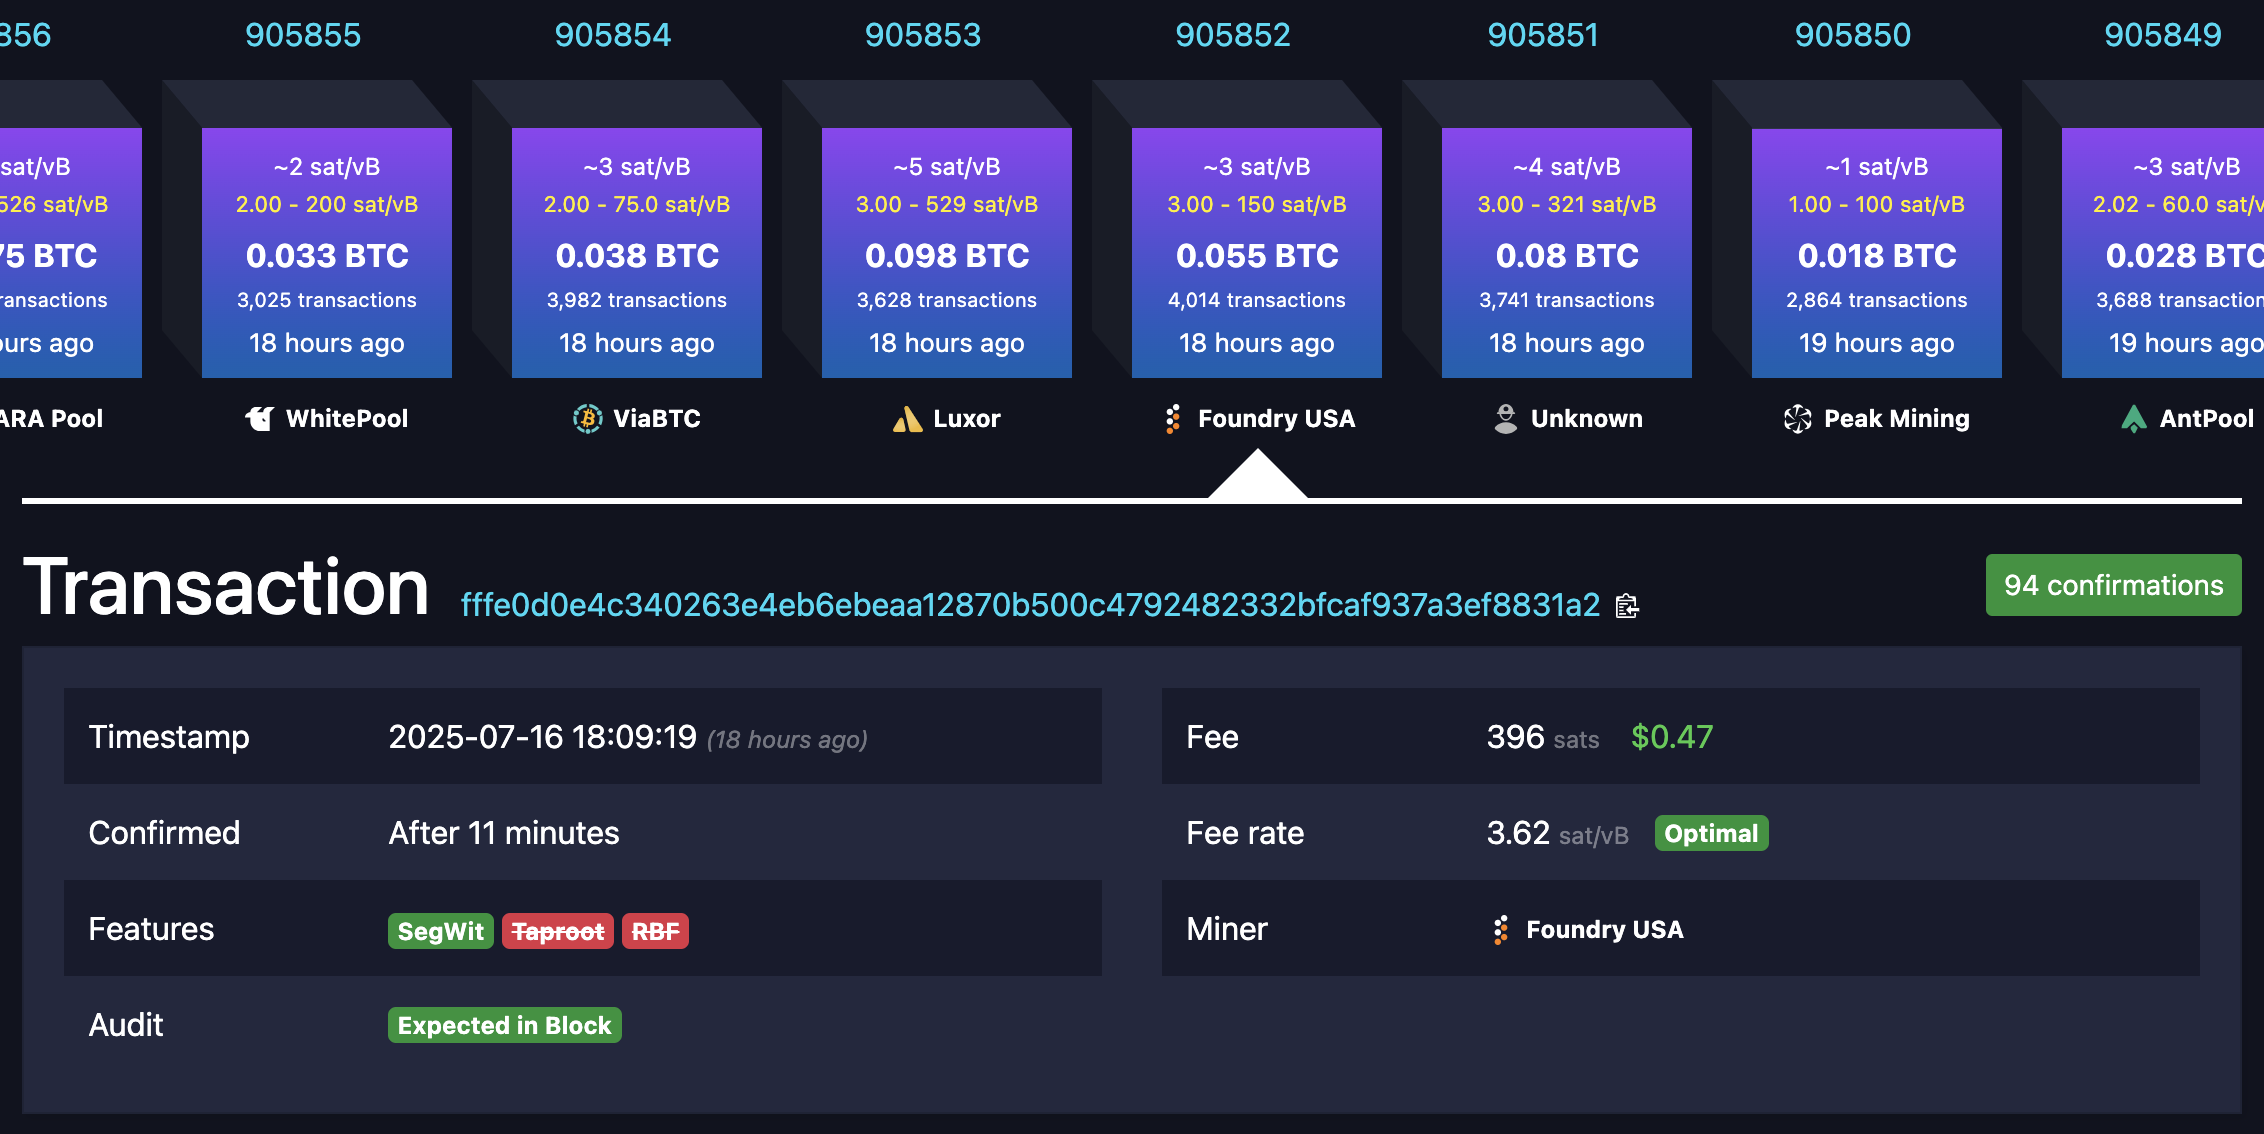 856 905855 905854 905853 905852 905851 905850 905849
sat/vB ~2 sat/vB ~3 sat/vB ~5 sat/vB ~3 sat/vB ~4 sat/vB ~1 sat/vB ~3 sat/vB
526 sat/vB 2.00 - 200 sat/vB 2.00 - 75.0 sat/vB 3.00 - 529 sat/vB 3.00 - 150 sat/vB 3.00 - 321 sat/vB 1.00 - 100 sat/vB 2.02 - 60.0 sat/v
75 BTC 0.033 BTC 0.038 BTC 0.098 BTC 0.055 BTC 0.08 BTC 0.018 BTC 0.028 BTC
ransactions 3,025 transactions 3,982 transactions 3,628 transactions 4,014 transactions 3,741 transactions 2,864 transactions 3,688 transaction
urs ago 18 hours ago 18 hours ago 18 hours ago 18 hours ago 18 hours ago 19 hours ago 19 hours ago
ARA Pool WhitePool ViaBTC Luxor Foundry USA Unknown Peak Mining AntPool
Transaction fffe0d0e4c340263e4eb6ebeaa12870b500c4792482332bfcaf937a3ef8831a2 94 confirmations
Timestamp 2025-07-16 18:09:19 (18 hours ago) Fee 396 sats $0.47
Confirmed After 11 minutes Fee rate 3.62 sat/vB Optimal
Features SegWit Taproot RBF Miner Foundry USA
Audit Expected in Block